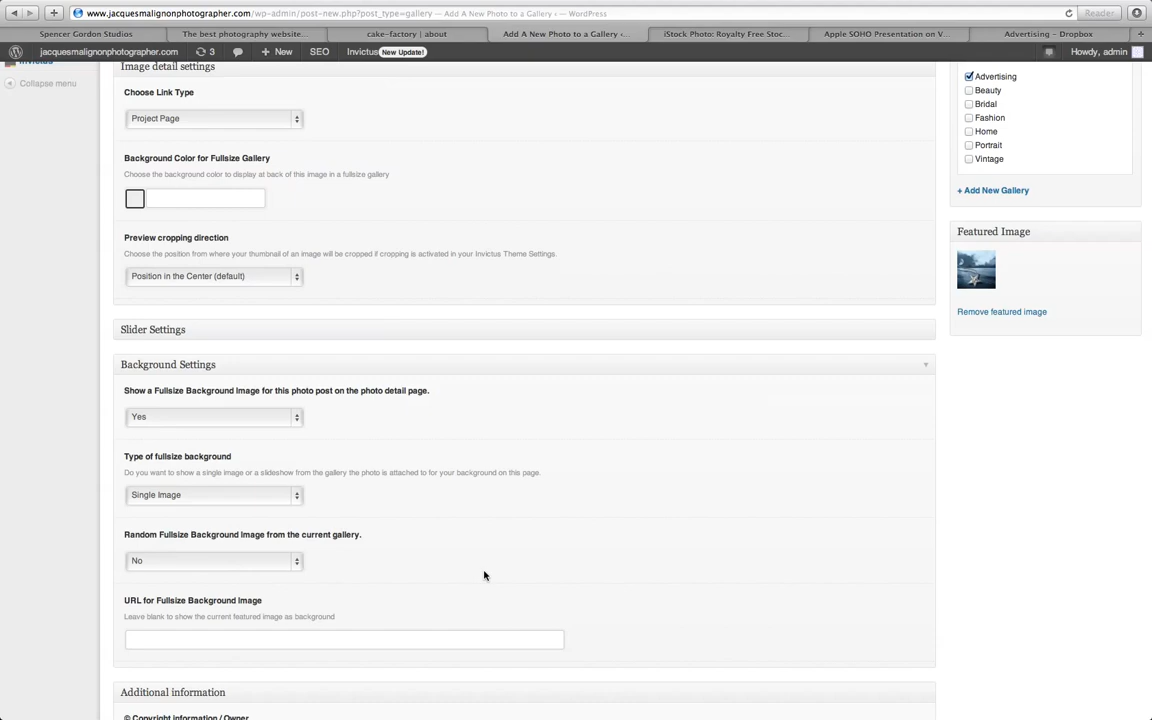 www.jacquesmalignonphotographer.com/wp-admin/post-new.php?post_type=gallery — Add A New Photo to a Gallery ‹ — WordPress
Reader
Spencer Gordon Studios
The best photography website...
cake-factory | about
Add A New Photo to a Gallery ‹...
iStock Photo: Royalty Free Stoc...
Apple SOHO Presentation on V...
Advertising – Dropbox
jacquesmalignonphotographer.com
3
+ New
SEO
Invictus New Update!
Howdy, admin
Invictus
Collapse menu
Image detail settings
Choose Link Type
Project Page
Background Color for Fullsize Gallery
Choose the background color to display at back of this image in a fullsize gallery
Preview cropping direction
Choose the position from where your thumbnail of an image will be cropped if cropping is activated in your Invictus Theme Settings.
Position in the Center (default)
Slider Settings
Background Settings
Show a Fullsize Background Image for this photo post on the photo detail page.
Yes
Type of fullsize background
Do you want to show a single image or a slideshow from the gallery the photo is attached to for your background on this page.
Single Image
Random Fullsize Background Image from the current gallery.
No
URL for Fullsize Background Image
Leave blank to show the current featured image as background
Additional information
© Copyright information / Owner
Advertising
Beauty
Bridal
Fashion
Home
Portrait
Vintage
+ Add New Gallery
Featured Image
Remove featured image